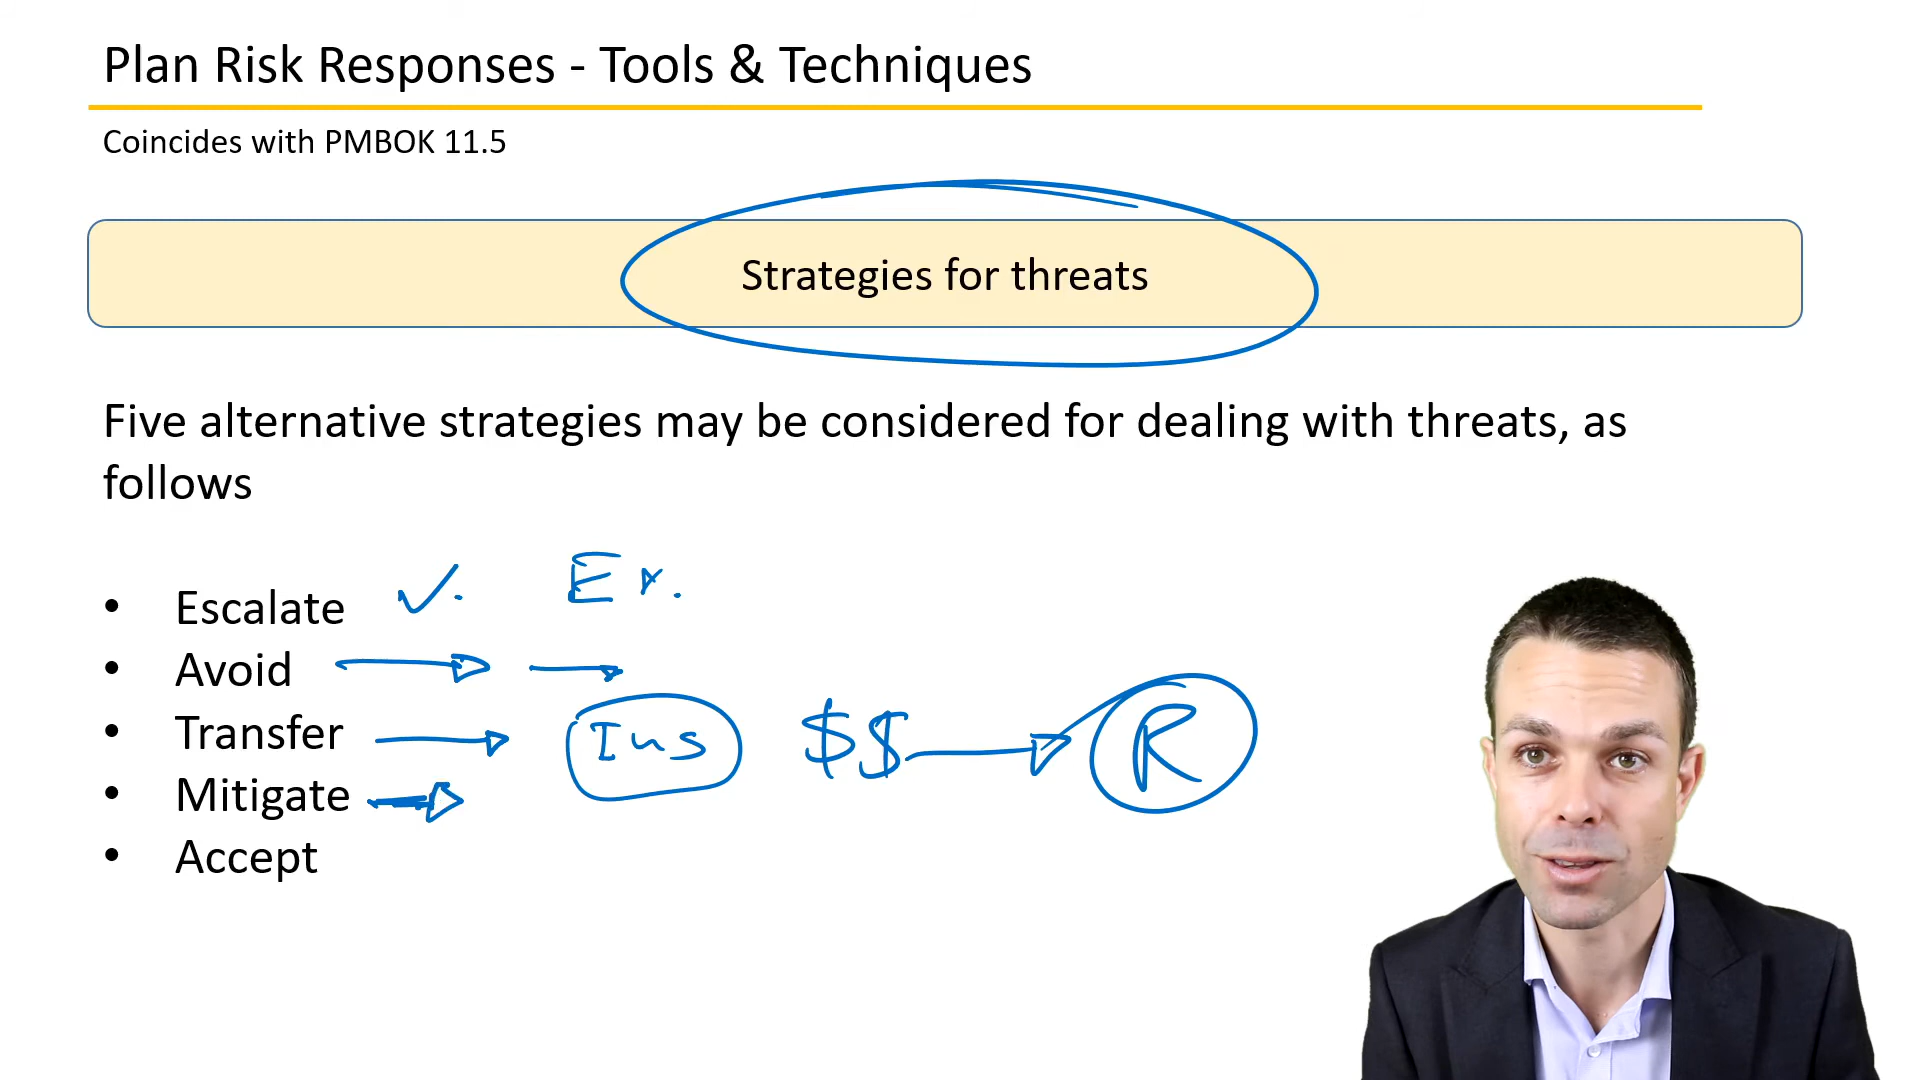 Plan Risk Responses - Tools & Techniques
Coincides with PMBOK 11.5
Strategies for threats
Five alternative strategies may be considered for dealing with threats, as
follows
• Escalate
• Avoid
• Transfer Ins $$ R
• Mitigate
• Accept